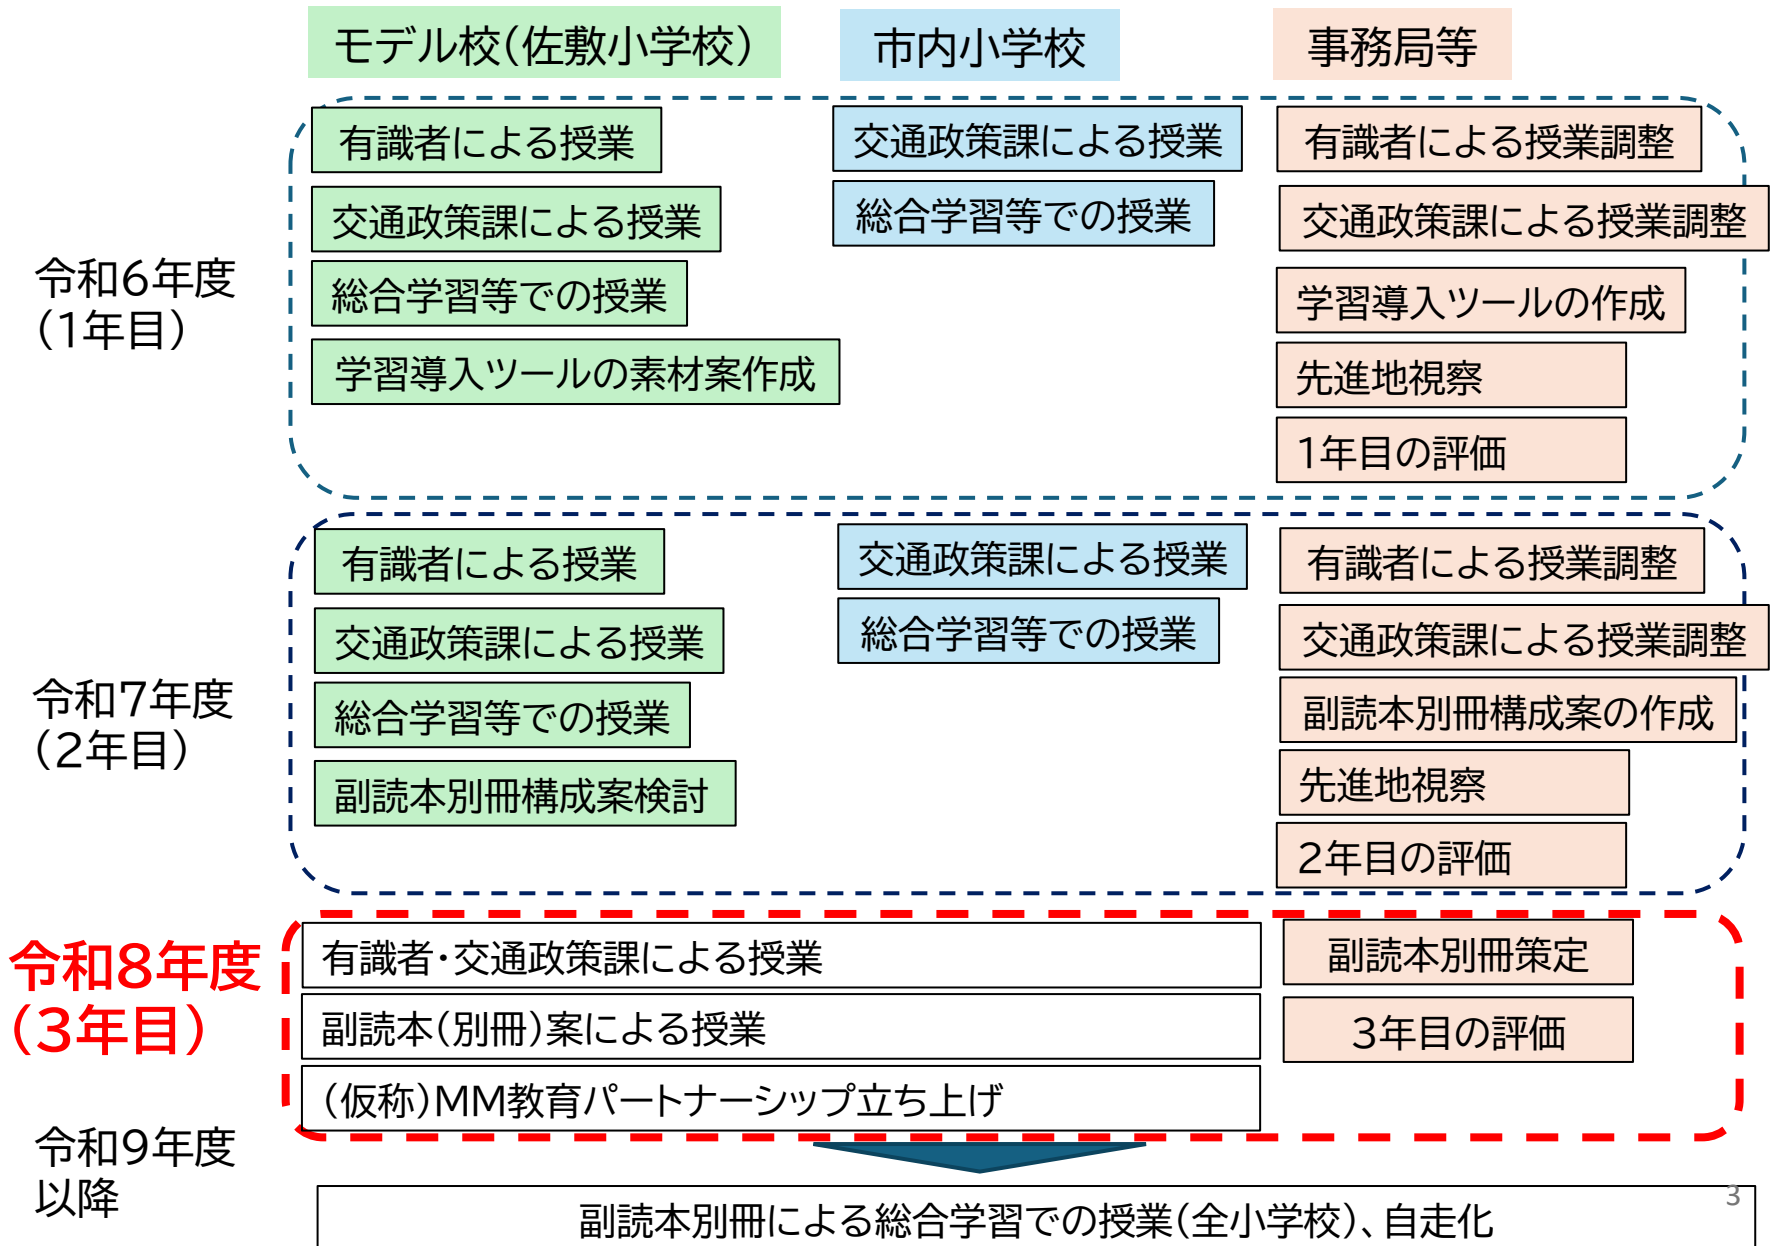 モデル校(佐敷小学校)
市内小学校
事務局等
令和6年度
(1年目)
有識者による授業
交通政策課による授業
総合学習等での授業
学習導入ツールの素材案作成
交通政策課による授業
総合学習等での授業
有識者による授業調整
交通政策課による授業調整
学習導入ツールの作成
先進地視察
1年目の評価
令和7年度
(2年目)
有識者による授業
交通政策課による授業
総合学習等での授業
副読本別冊構成案検討
交通政策課による授業
総合学習等での授業
有識者による授業調整
交通政策課による授業調整
副読本別冊構成案の作成
先進地視察
2年目の評価
令和8年度
(3年目)
有識者・交通政策課による授業
副読本(別冊)案による授業
(仮称)MM教育パートナーシップ立ち上げ
副読本別冊策定
3年目の評価
令和9年度
以降
副読本別冊による総合学習での授業(全小学校)、自走化
3